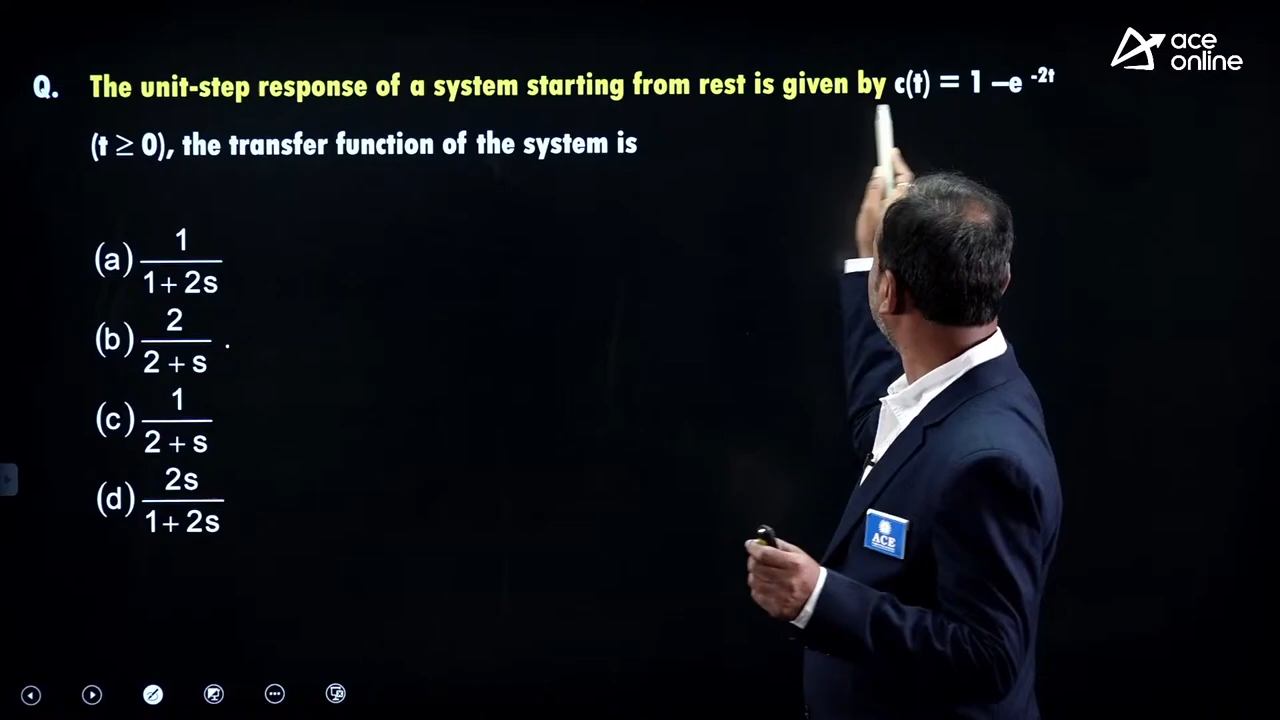 ace
online
Q. The unit-step response of a system starting from rest is given by c(t) = 1 –e ⁻²ᵗ
(t ≥ 0), the transfer function of the system is
(a) 1/(1+ 2s)
(b) 2/(2 + s) .
(c) 1/(2 + s)
(d) 2s/(1+ 2s)
ACE